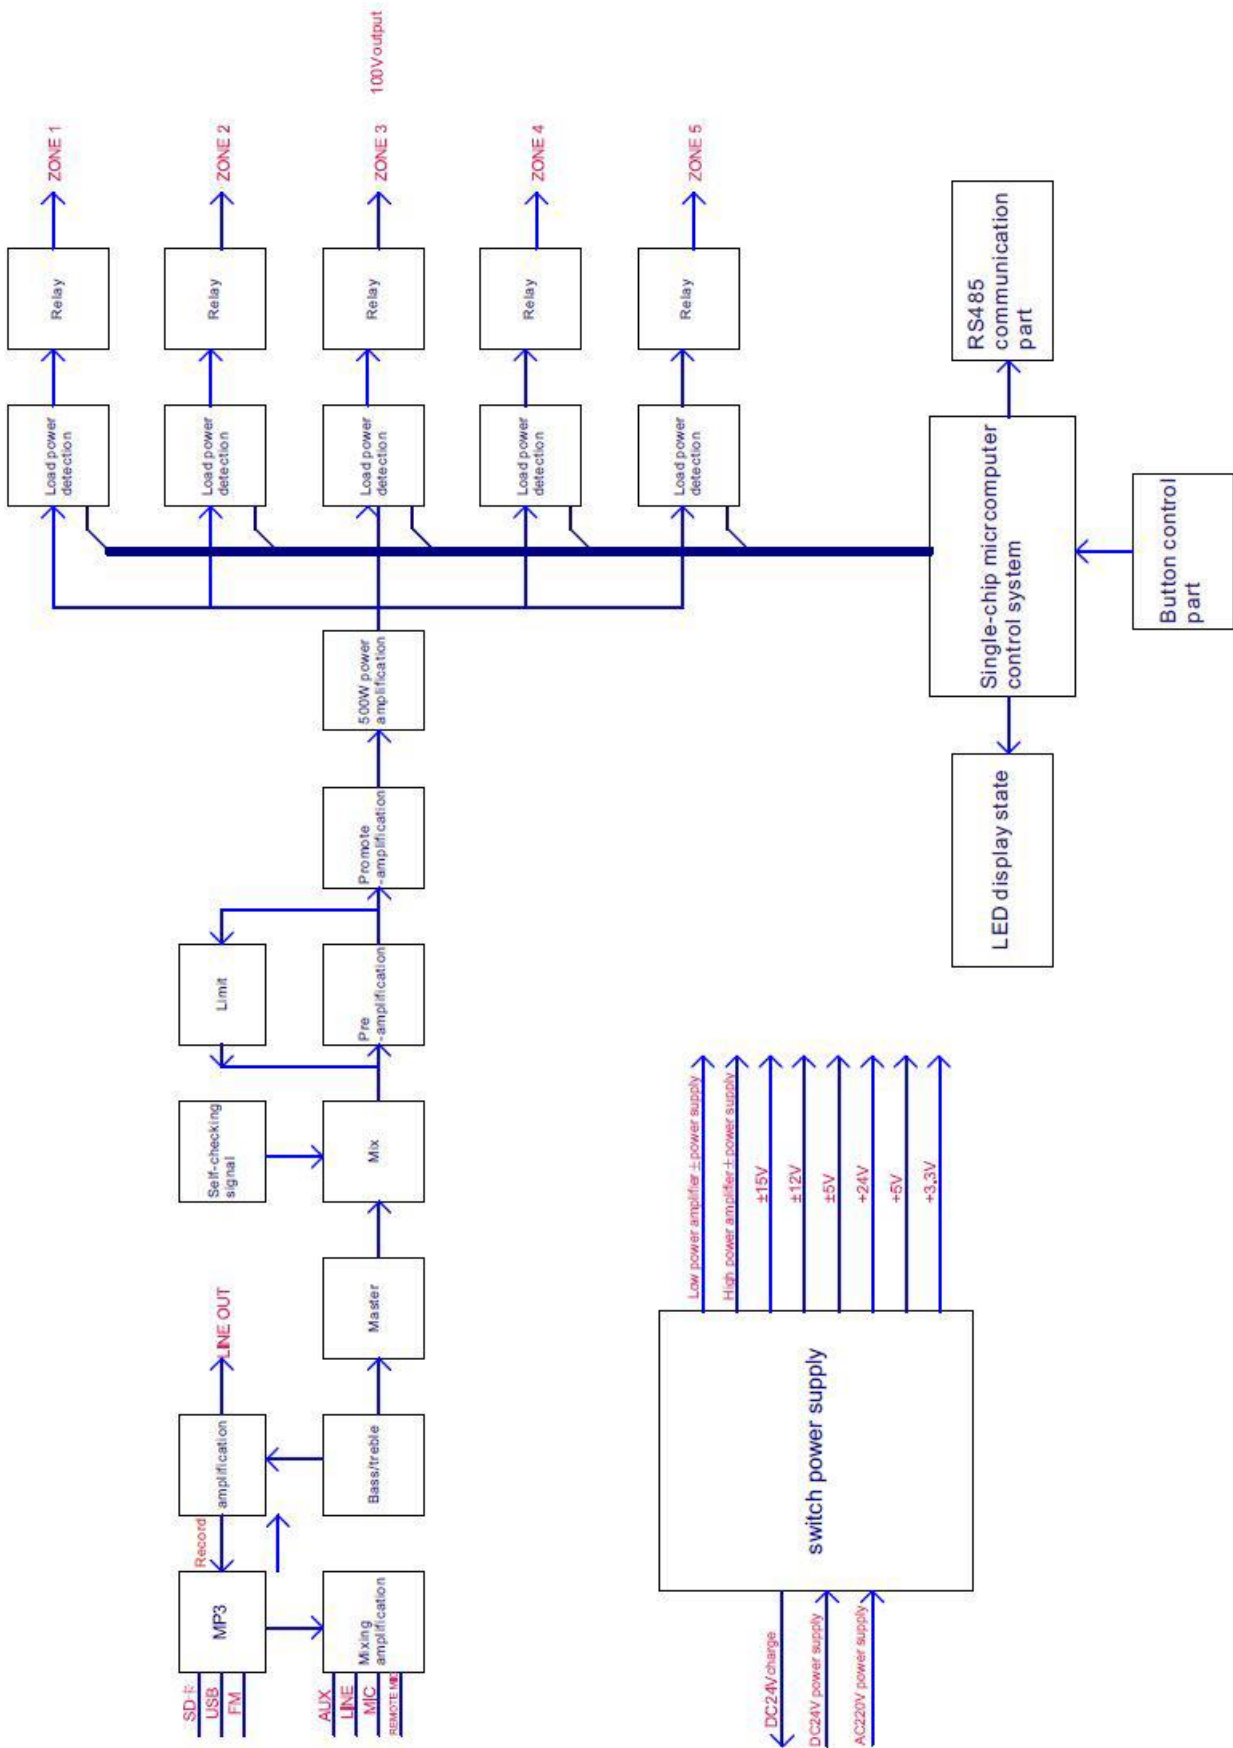 SD卡
USB
FM
MP3
Record
amplification
LINE OUT
AUX
LINE
MIC
REMOTE MIC
Mixing
amplification
Bass/treble
Master
Self-checking
signal
Mix
Limit
Pre
-amplification
Promote
-amplification
500W power
amplification
Load power
detection
Relay
ZONE 1
Load power
detection
Relay
ZONE 2
Load power
detection
Relay
ZONE 3
100Voutput
Load power
detection
Relay
ZONE 4
Load power
detection
Relay
ZONE 5
DC24Vcharge
DC24V power supply
AC220V power supply
switch power supply
Low power amplifier±power supply
High power amplifier±power supply
±15V
±12V
±5V
+24V
+5V
+3.3V
LED display state
Single-chip microcomputer
control system
RS485
communication
part
Button control
part